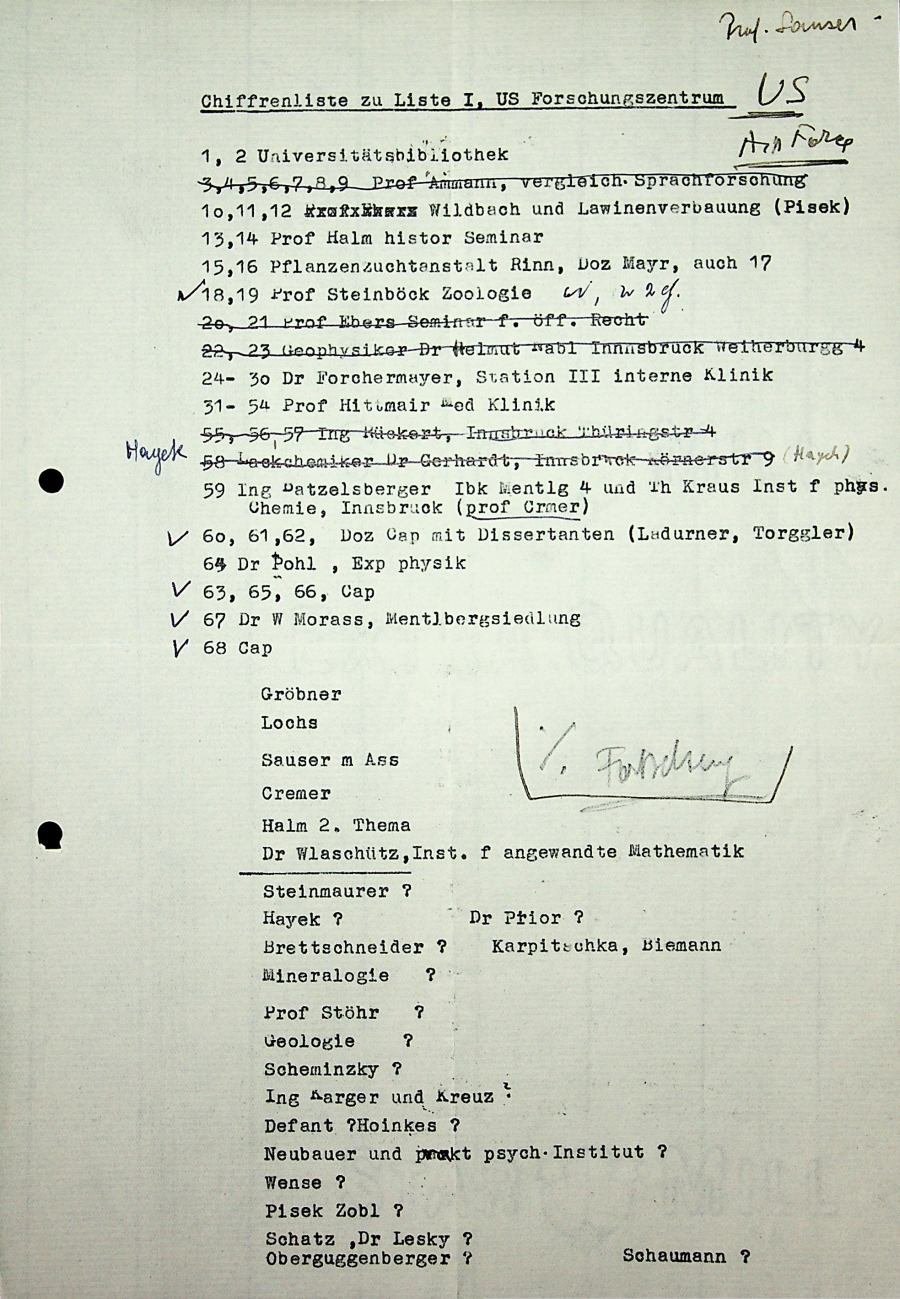 Prof. Sauser
Chiffrenliste zu Liste I, US Forschungszentrum US
Air Force
1, 2 Universitätsbibliothek
3,4,5,6,7,8,9 Prof Ammann, vergleich. Sprachforschung
1o,11,12 Wildbach und Lawinenverbauung (Pisek)
13,14 Prof Halm histor Seminar
15,16 Pflanzenzuchtanstalt Rinn, Doz Mayr, auch 17
18,19 Prof Steinböck Zoologie
2o, 21 Prof Ebers Seminar f. öff. Recht
22, 23 Geophysiker Dr Helmut Rabl Innnsbruck Weiherburgg 4
24- 3o Dr Forchermayer, Station III interne Klinik
31- 54 Prof Hittmair Med Klinik
55, 56,57 Ing Kückert, Innsbruck Thüringstr 4
Hayek
58 Lackchemiker Dr Gerhardt, Innsbruck Körnerstr 9 (Hayek)
59 Ing Datzelsberger Ibk Mentlg 4 und Th Kraus Inst f phys.
Chemie, Innsbruck (prof Crmer)
6o, 61,62, Doz Cap mit Dissertanten (Ladurner, Torggler)
64 Dr Pohl , Exp physik
63, 65, 66, Cap
67 Dr W Morass, Mentlbergsiedlung
68 Cap
Gröbner
Lochs
Sauser m Ass
Cremer
Halm 2. Thema
Dr Wlaschütz,Inst. f angewandte Mathematik
Steinmaurer ?
Hayek ? Dr Prior ?
Brettschneider ? Karpitschka, Biemann
Mineralogie ?
Prof Stöhr ?
Geologie ?
Scheminzky ?
Ing Karger und Kreuz ?
Defant ?Hoinkes ?
Neubauer und prakt psych.Institut ?
Wense ?
Pisek Zobl ?
Schatz ,Dr Lesky ?
Oberguggenberger ? Schaumann ?